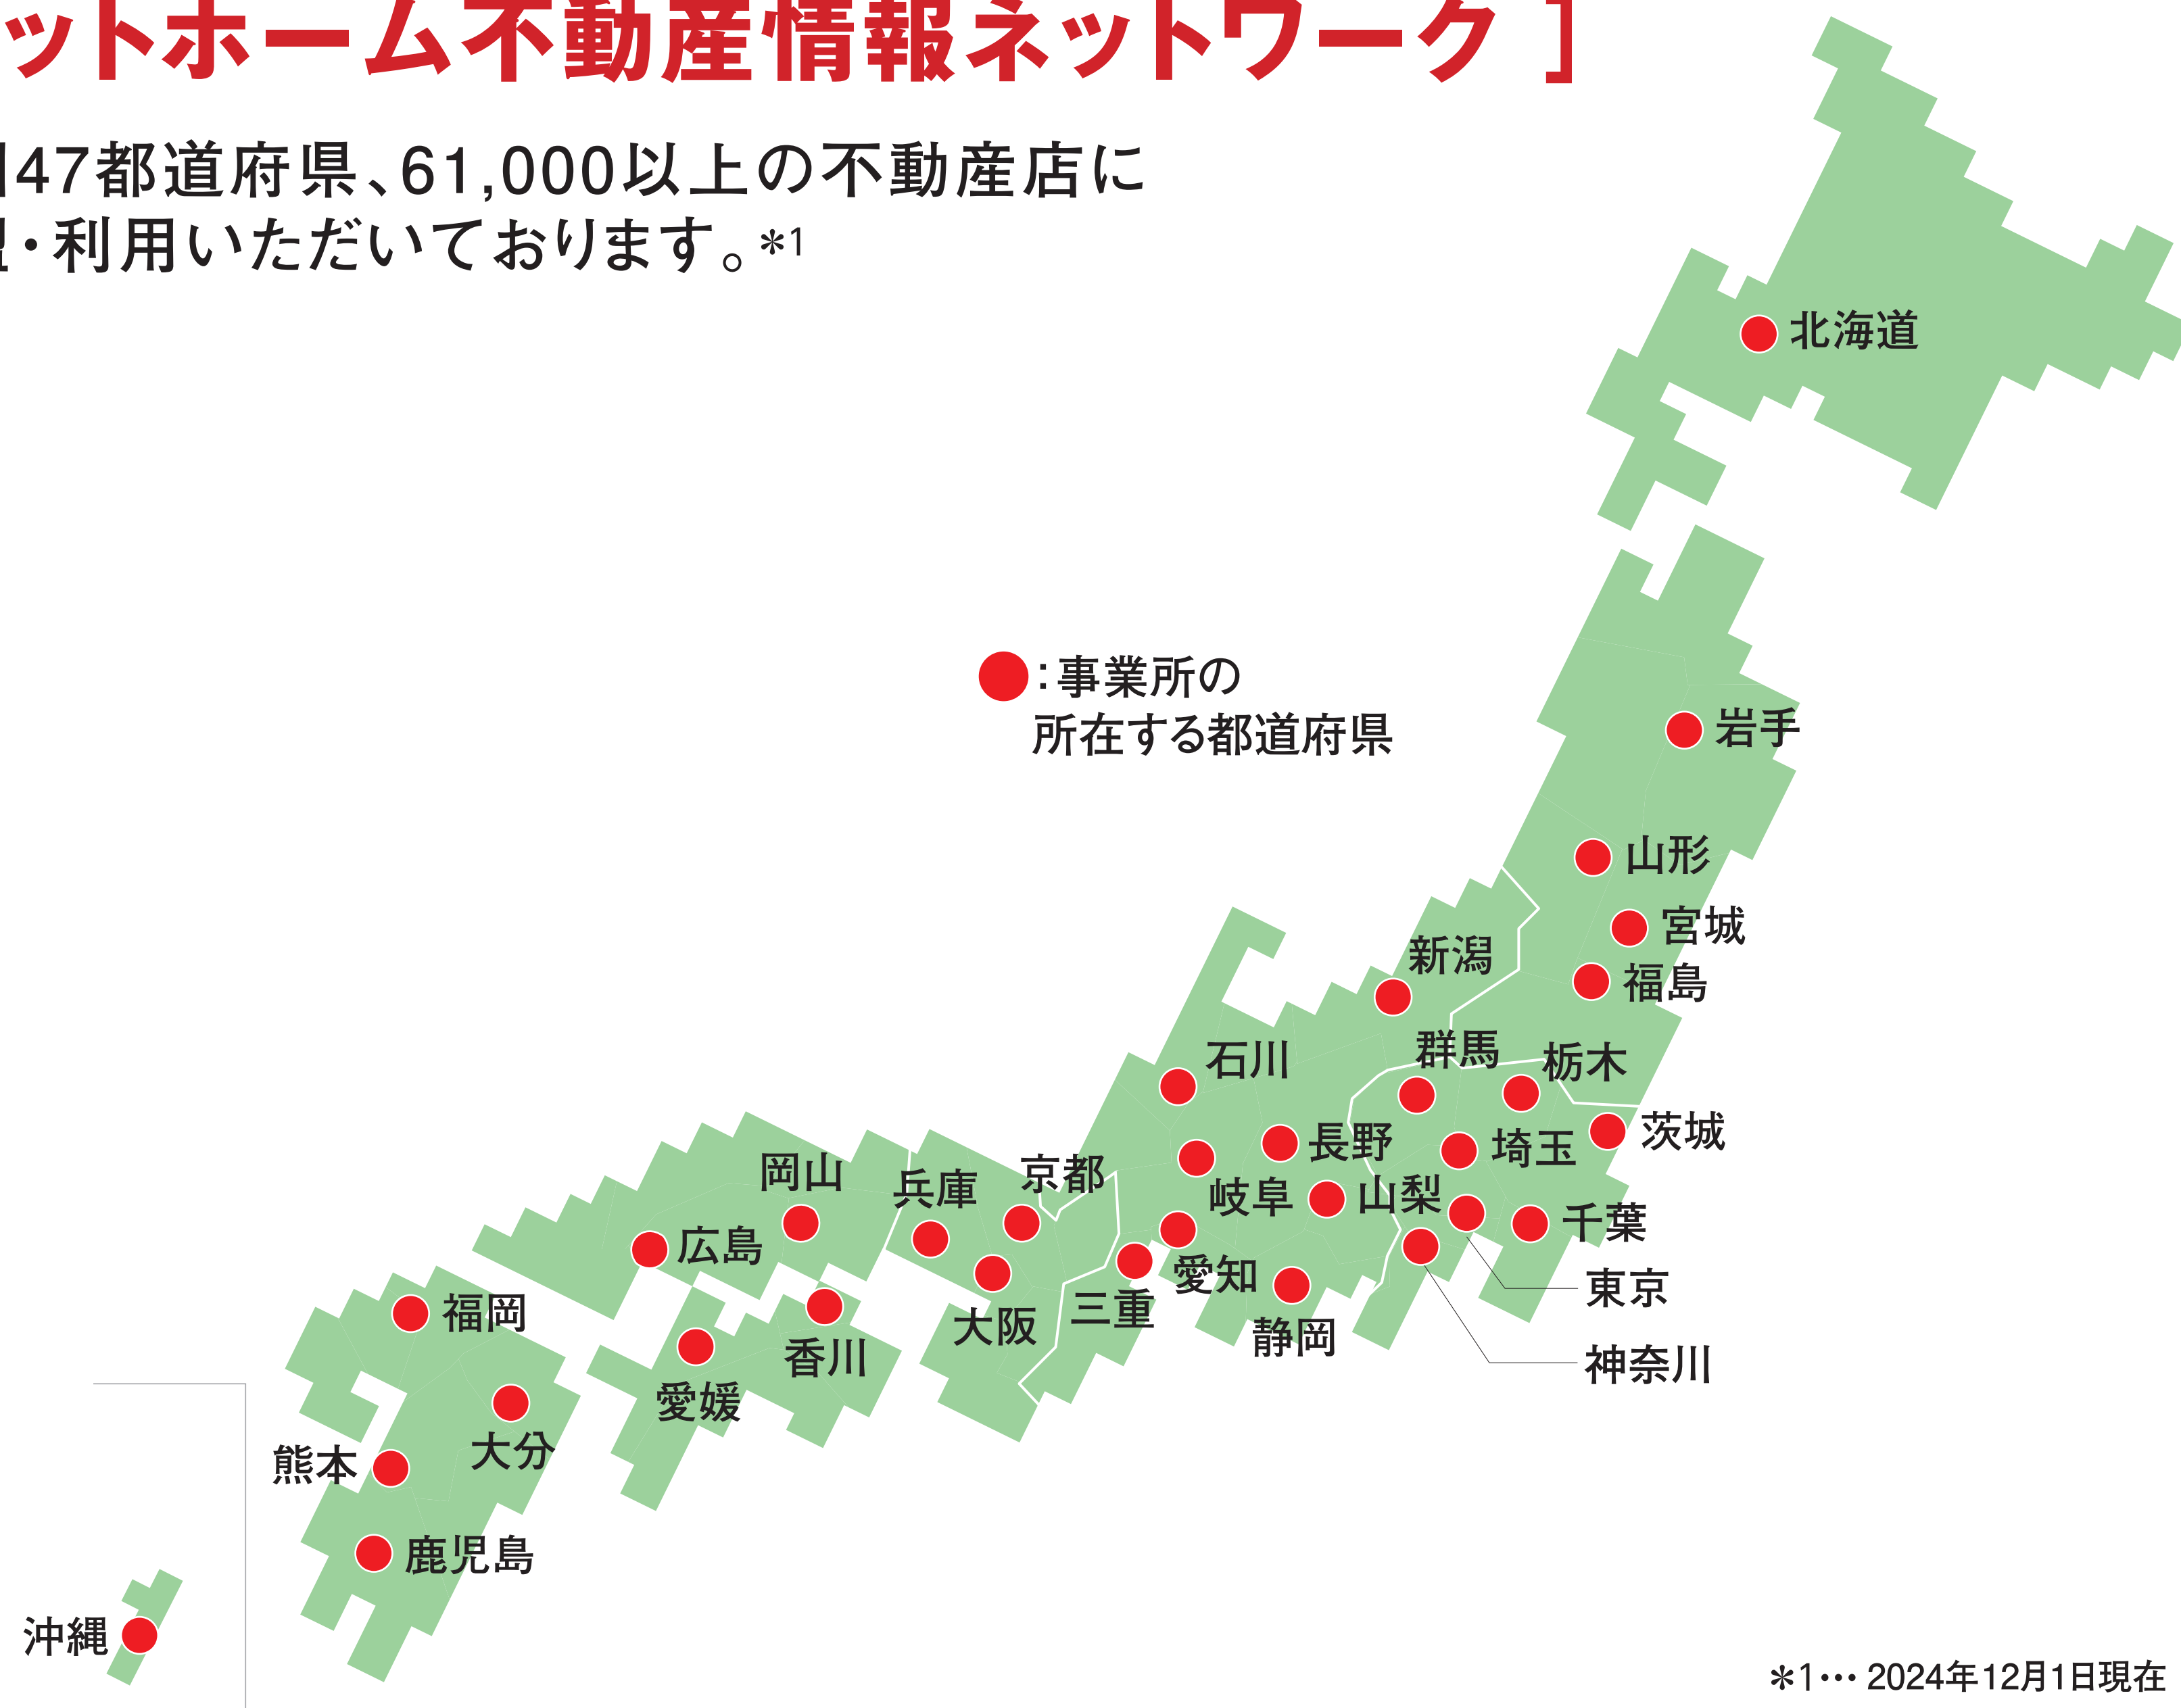 ットホーム不動産情報ネットワーク ]
47都道府県、61,000以上の不動産店に
・利用いただいております。*1
北海道
●：事業所の
所在する都道府県
岩手
山形
宮城
新潟
福島
石川
群馬
栃木
茨城
長野
埼玉
岡山
兵庫
京都
岐阜
山梨
千葉
広島
愛知
東京
福岡
大阪
三重
静岡
香川
神奈川
愛媛
大分
熊本
鹿児島
沖縄
*1… 2024年12月1日現在